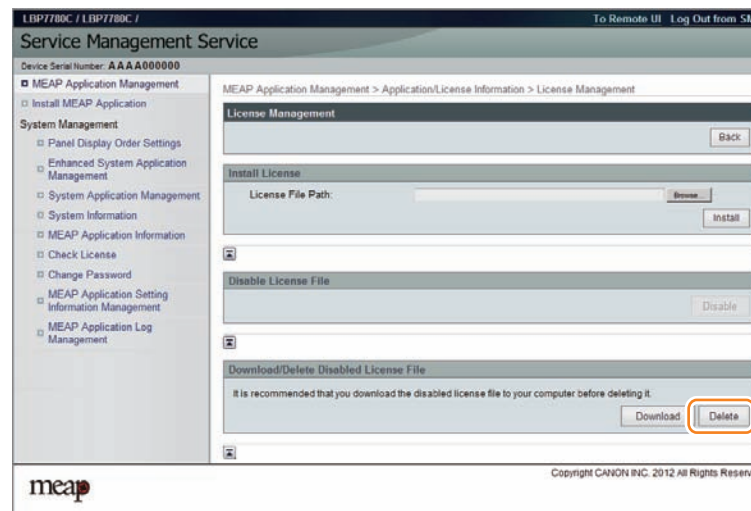 LBP7780C / LBP7780C /
To Remote UI Log Out from
Service Management Service
Device Serial Number: AAAA000000
MEAP Application Management
Install MEAP Application
System Management
Panel Display Order Settings
Enhanced System Application
Management
System Application Management
System Information
MEAP Application Information
Check License
Change Password
MEAP Application Setting
Information Management
MEAP Application Log
Management
MEAP Application Management > Application/License Information > License Management
License Management
Back
Install License
License File Path:
Browse...
Install
Disable License File
Disable
Download/Delete Disabled License File
It is recommended that you download the disabled license file to your computer before deleting it.
Download
Delete
Copyright CANON INC. 2012 All Rights
meap